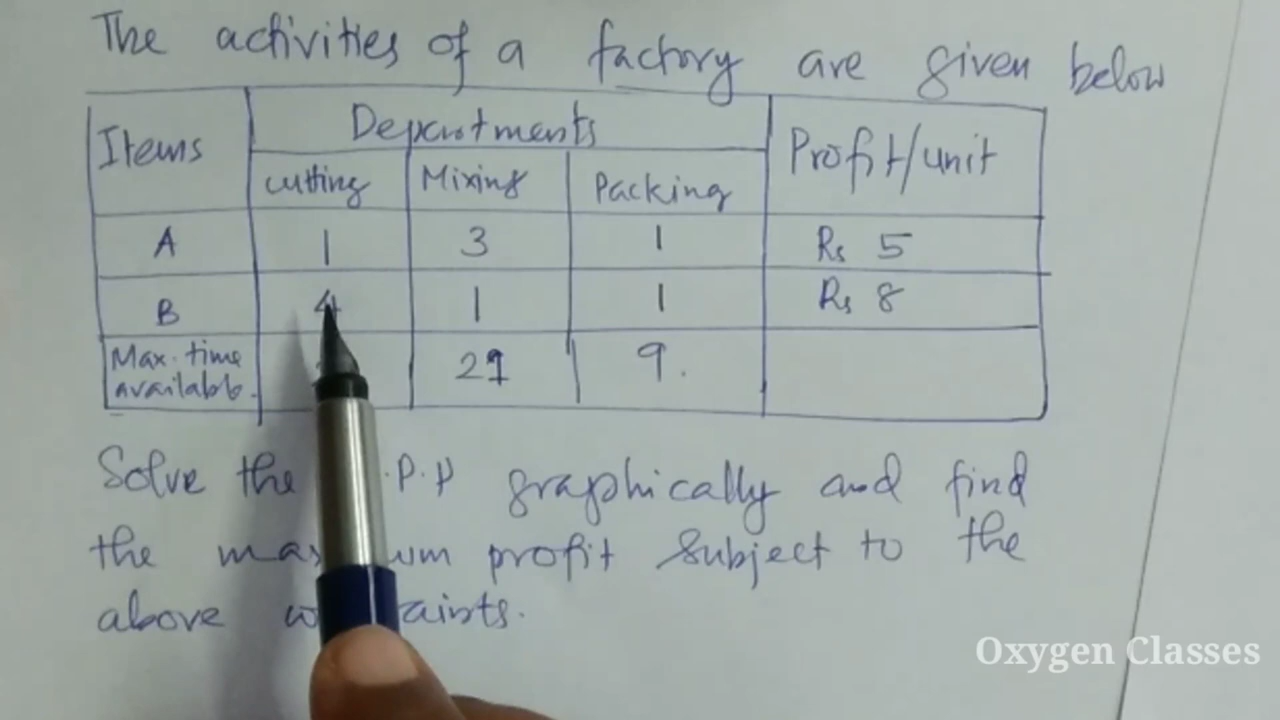 The activities of a factory are given below
Items Departments Profit/unit
cutting Mixing Packing
A 1 3 1 Rs 5
B 4 1 1 Rs 8
Max. time available. 21 9.
Solve the .P.P graphically and find
the profit subject to the
above
Oxygen Classes